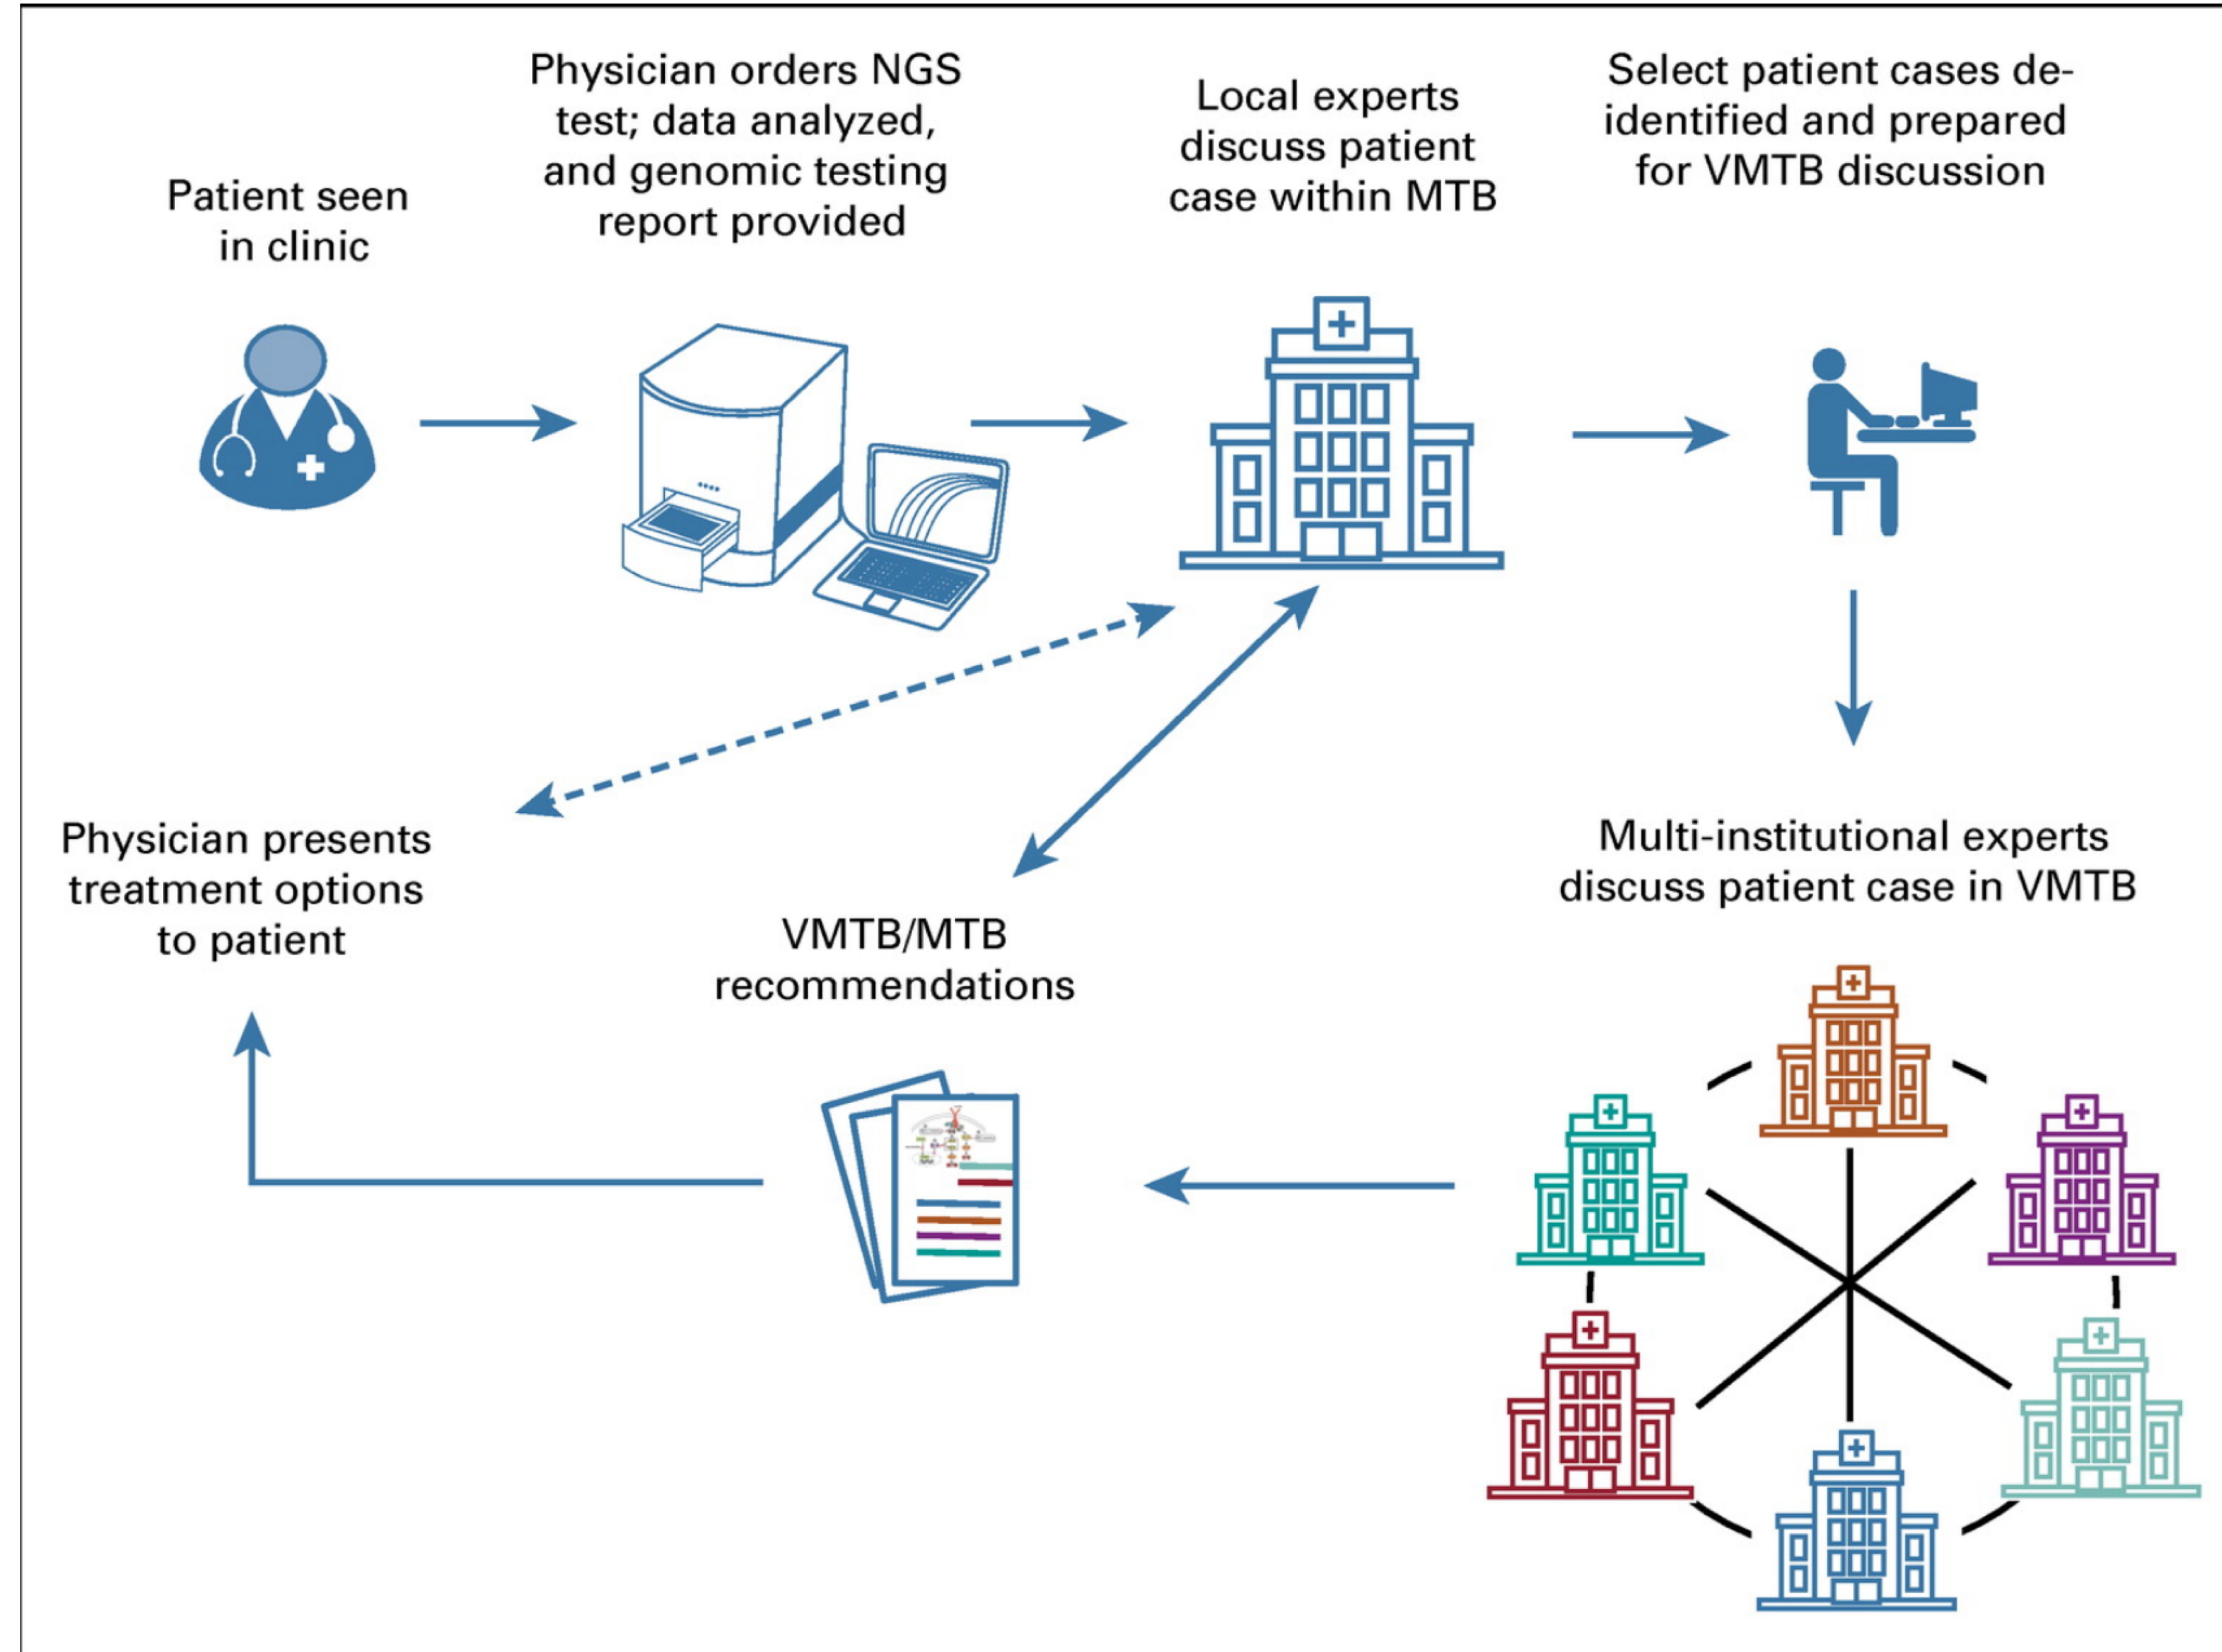 Patient seen
in clinic
Physician orders NGS
test; data analyzed,
and genomic testing
report provided
Local experts
discuss patient
case within MTB
Select patient cases de-
identified and prepared
for VMTB discussion
Physician presents
treatment options
to patient
VMTB/MTB
recommendations
Multi-institutional experts
discuss patient case in VMTB